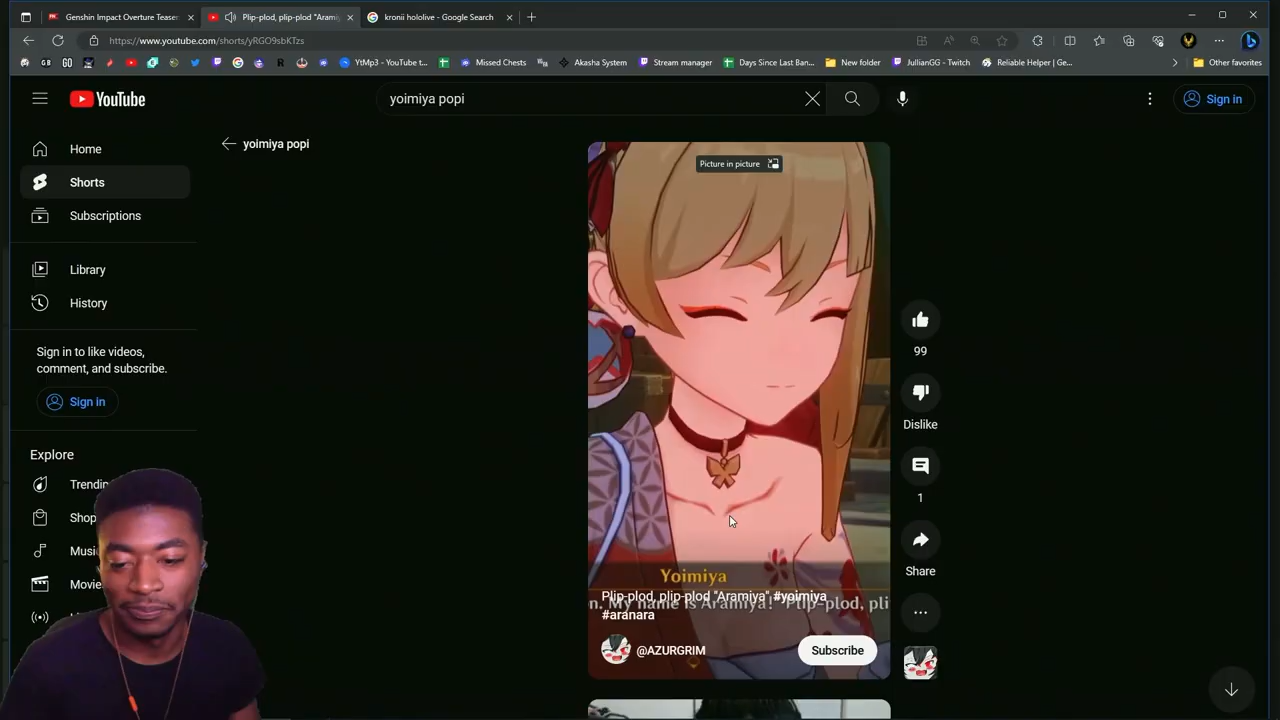 Genshin Impact Overture Teaser
Plip-plod, plip-plod "Aramiy
kronii hololive - Google Search
https://www.youtube.com/shorts/yRGO9sbKTzs
YtMp3 - YouTube t...
Missed Chests
Akasha System
Stream manager
Days Since Last Ban...
New folder
JullianGG - Twitch
Reliable Helper | Ge...
Other favorites
YouTube
yoimiya popi
Sign in
Home
Shorts
Subscriptions
Library
History
Sign in to like videos,
comment, and subscribe.
Sign in
Explore
Trending
Shop
Musi
Movie
yoimiya popi
Picture in picture
Yoimiya
n. My name is Aramiya! Plip-plod, pli
Plip-plod, plip-plod "Aramiya" #yoimiya
#aranara
@AZURGRIM
Subscribe
99
Dislike
1
Share